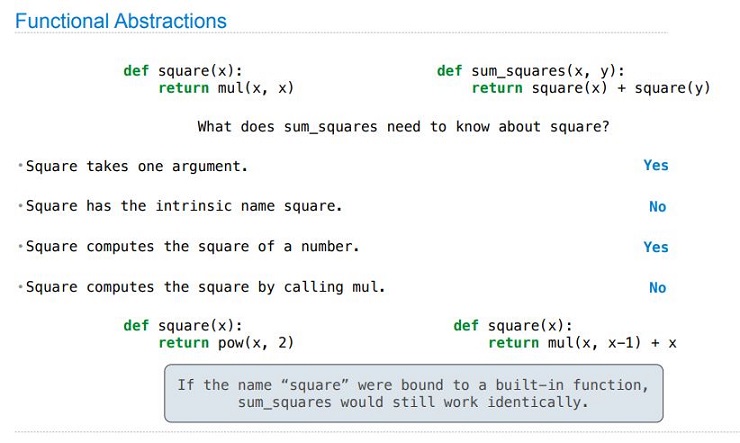 Functional Abstractions
def square(x):
    return mul(x, x)
def sum_squares(x, y):
    return square(x) + square(y)
What does sum_squares need to know about square?
•Square takes one argument. Yes
•Square has the intrinsic name square. No
•Square computes the square of a number. Yes
•Square computes the square by calling mul. No
def square(x):
    return pow(x, 2)
def square(x):
    return mul(x, x-1) + x
If the name “square” were bound to a built-in function,
sum_squares would still work identically.